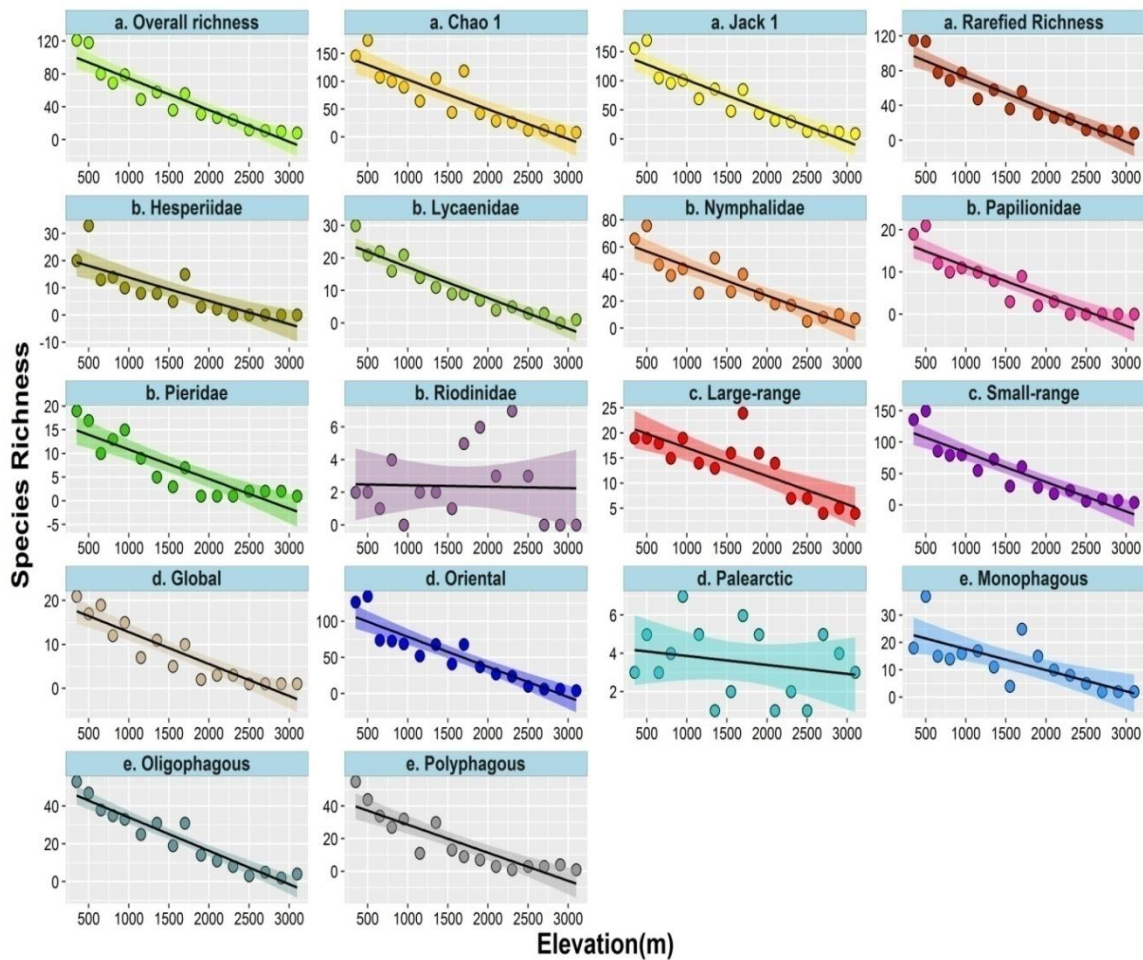 a. Overall richness
a. Chao 1
a. Jack 1
a. Rarefied Richness
120
80
40
0
150
100
50
0
150
100
50
0
120
80
40
0
500 1000 1500 2000 2500 3000
500 1000 1500 2000 2500 3000
500 1000 1500 2000 2500 3000
500 1000 1500 2000 2500 3000
b. Hesperiidae
b. Lycaenidae
b. Nymphalidae
b. Papilionidae
30
20
10
0
-10
30
20
10
0
80
60
40
20
0
20
10
0
500 1000 1500 2000 2500 3000
500 1000 1500 2000 2500 3000
500 1000 1500 2000 2500 3000
500 1000 1500 2000 2500 3000
Species Richness
b. Pieridae
b. Riodinidae
c. Large-range
c. Small-range
20
15
10
5
0
-5
6
4
2
0
25
20
15
10
5
150
100
50
0
500 1000 1500 2000 2500 3000
500 1000 1500 2000 2500 3000
500 1000 1500 2000 2500 3000
500 1000 1500 2000 2500 3000
d. Global
d. Oriental
d. Palearctic
e. Monophagous
20
10
0
100
50
0
6
4
2
30
20
10
0
500 1000 1500 2000 2500 3000
500 1000 1500 2000 2500 3000
500 1000 1500 2000 2500 3000
500 1000 1500 2000 2500 3000
e. Oligophagous
e. Polyphagous
40
20
0
40
20
0
500 1000 1500 2000 2500 3000
500 1000 1500 2000 2500 3000
Elevation(m)